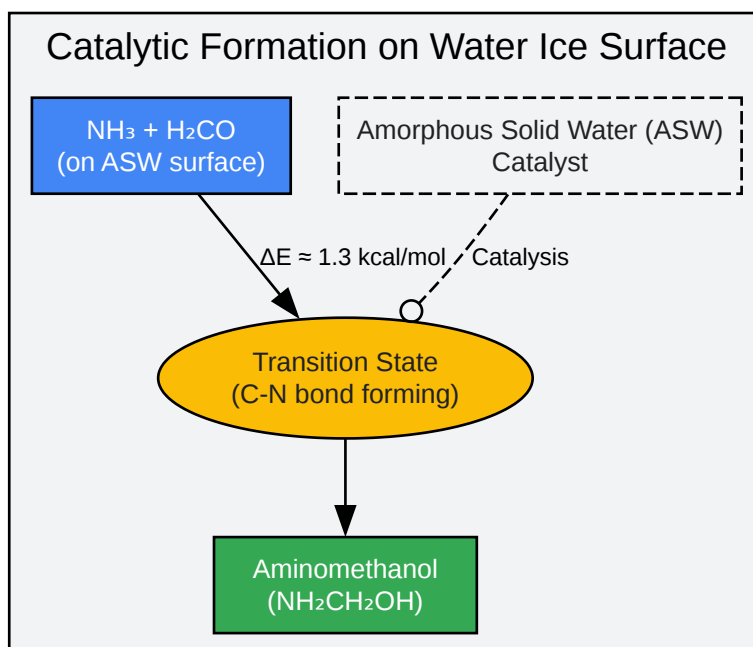 Catalytic Formation on Water Ice Surface
NH₃ + H₂CO
(on ASW surface)
Amorphous Solid Water (ASW)
Catalyst
ΔE ≈ 1.3 kcal/mol
Catalysis
Transition State
(C-N bond forming)
Aminomethanol
(NH₂CH₂OH)